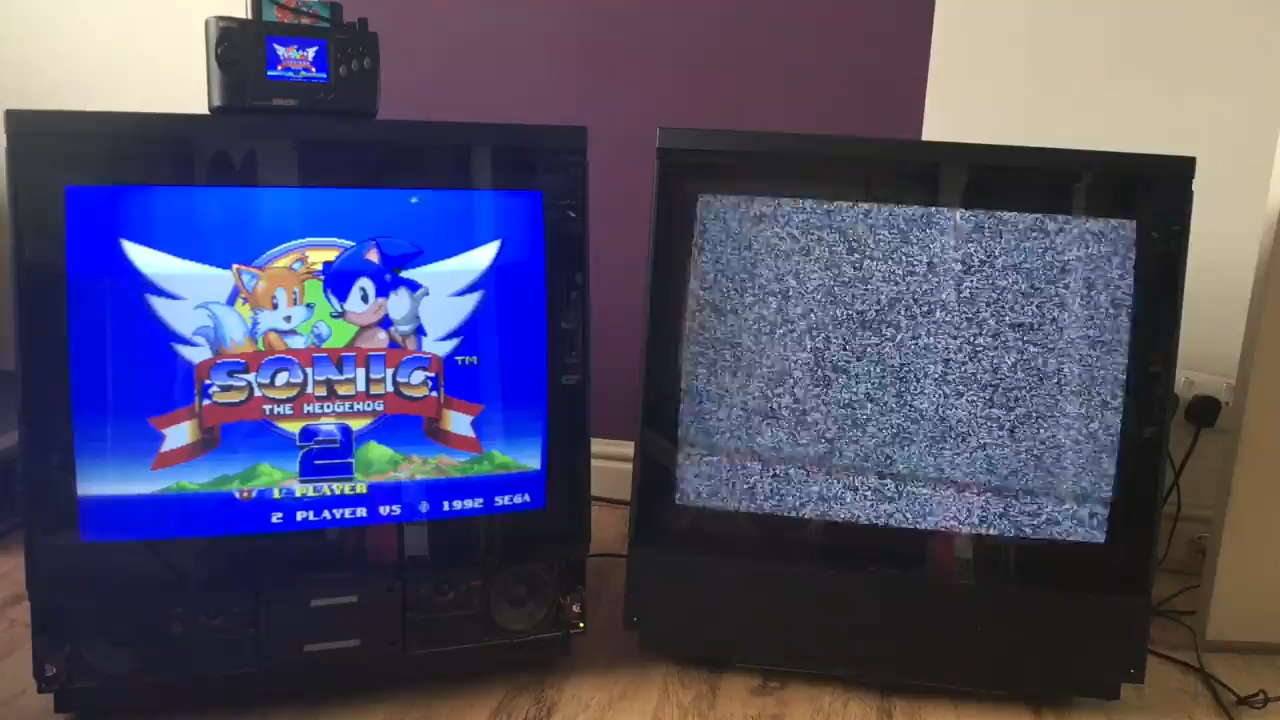 SONIC
TM
THE HEDGEHOG
2
1 PLAYER
2 PLAYER VS © 1992 SEGA